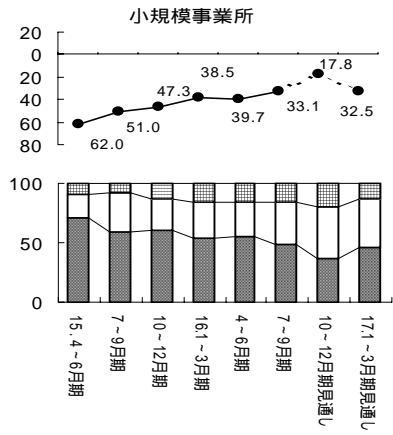 小規模事業所
20
0
20
40
60
80
62.0
51.0
47.3
38.5
39.7
33.1
17.8
32.5
100
50
0
15.4～6月期
7～9月期
10～12月期
16.1～3月期
4～6月期
7～9月期
10～12月期見通し
17.1～3月期見通し